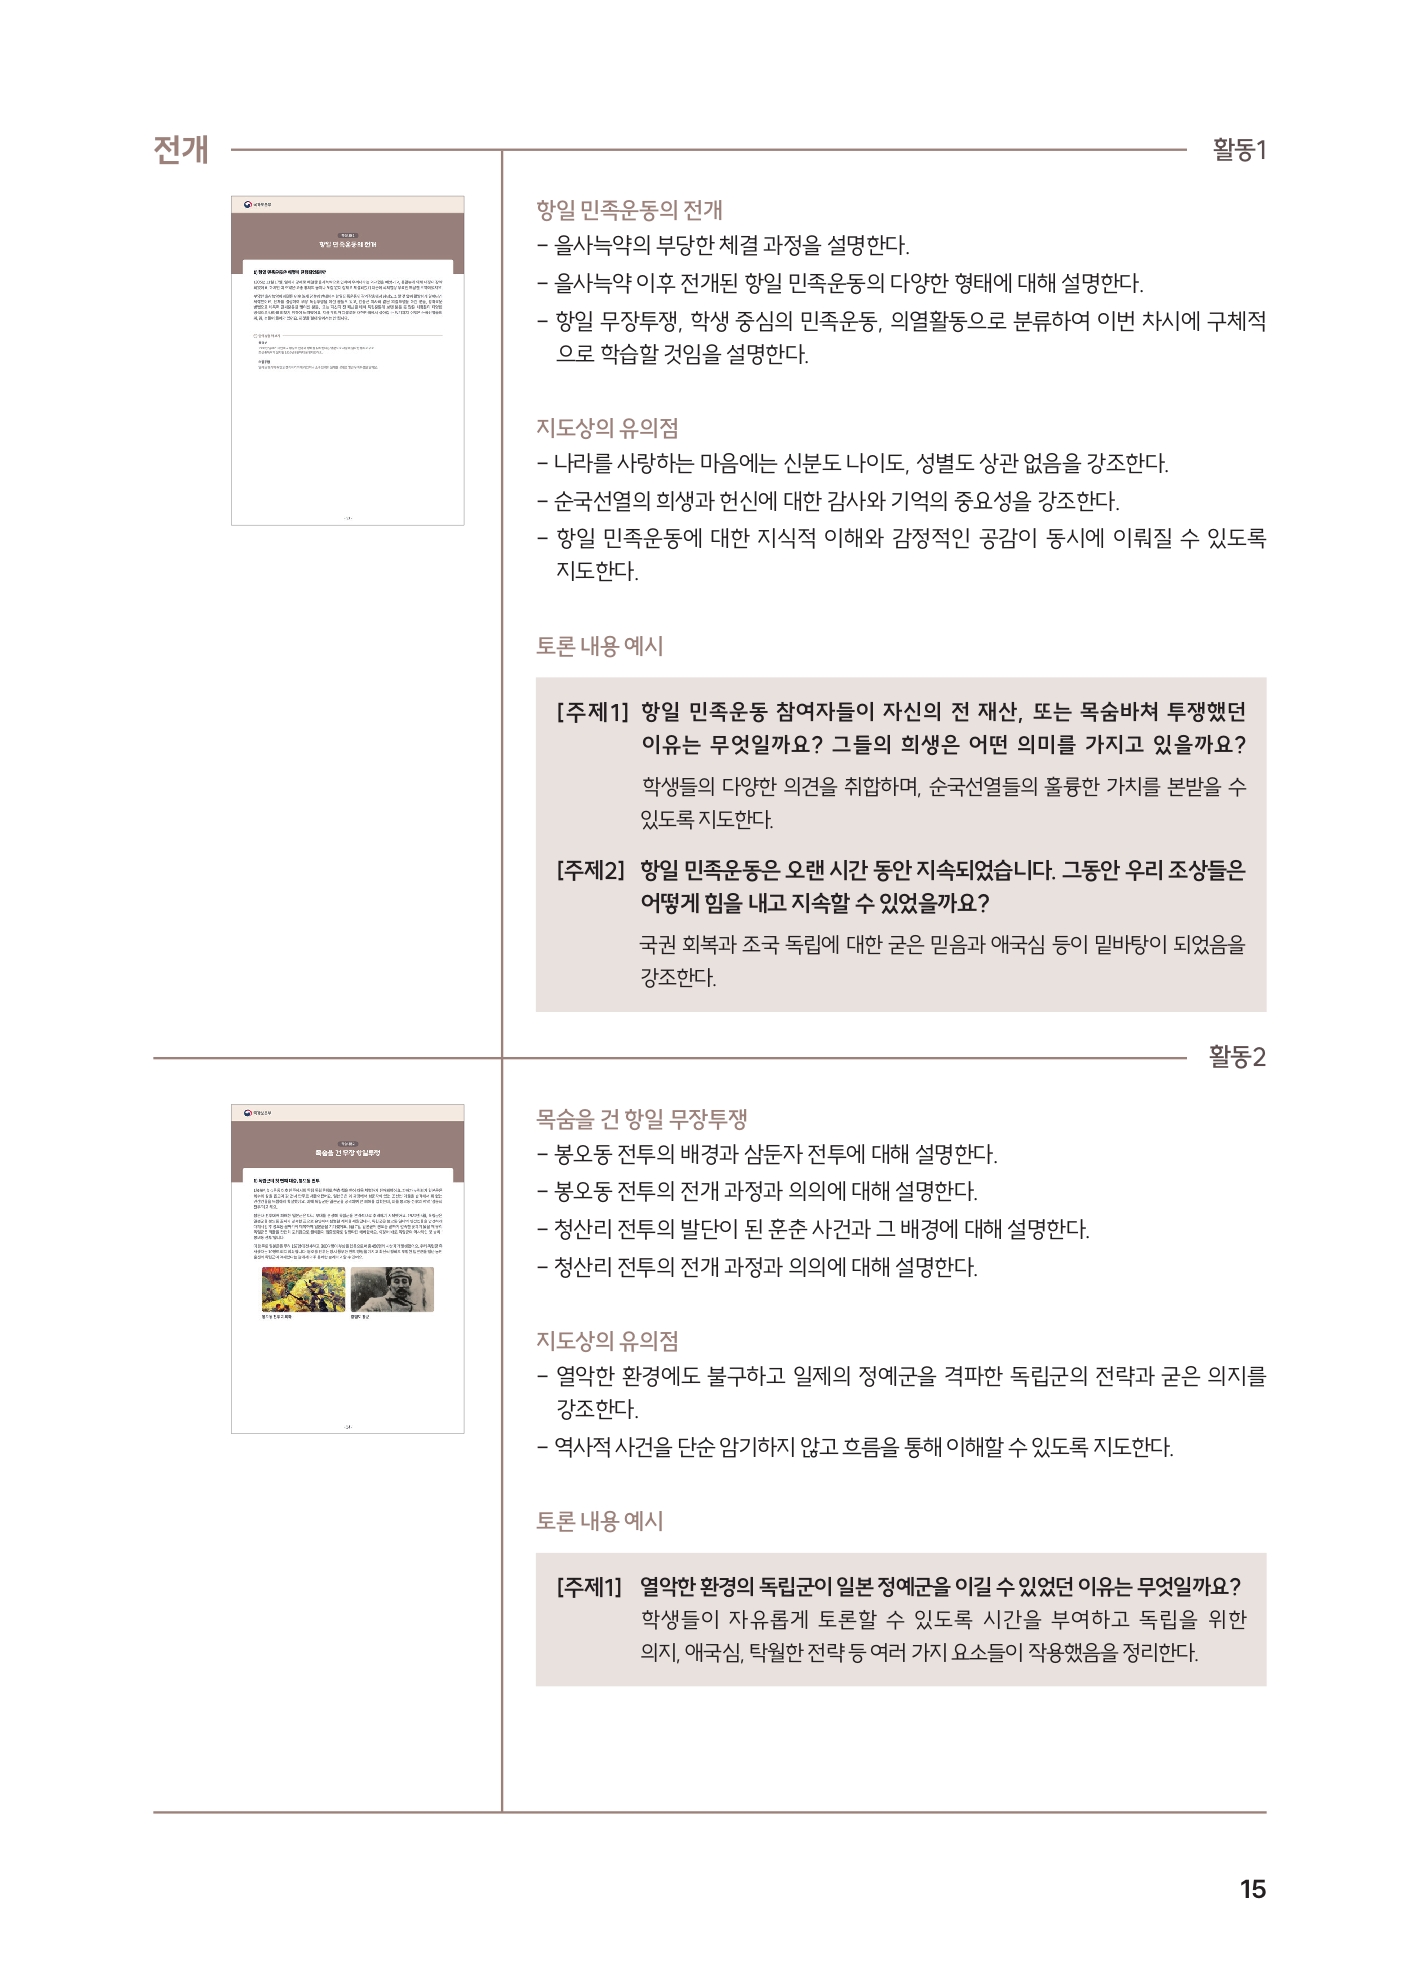 전개
활동1
국가보훈부
항일 민족운동의 전개
항일 민족운동의 전개
– 을사늑약의 부당한 체결 과정을 설명한다.
– 을사늑약 이후 전개된 항일 민족운동의 다양한 형태에 대해 설명한다.
– 항일 무장투쟁, 학생 중심의 민족운동, 의열활동으로 분류하여 이번 차시에 구체적
으로 학습할 것임을 설명한다.
지도상의 유의점
– 나라를 사랑하는 마음에는 신분도 나이도, 성별도 상관 없음을 강조한다.
– 순국선열의 희생과 헌신에 대한 감사와 기억의 중요성을 강조한다.
– 항일 민족운동에 대한 지식적 이해와 감정적인 공감이 동시에 이뤄질 수 있도록
지도한다.
토론 내용 예시
[주제1] 항일 민족운동 참여자들이 자신의 전 재산, 또는 목숨바쳐 투쟁했던
이유는 무엇일까요? 그들의 희생은 어떤 의미를 가지고 있을까요?
학생들의 다양한 의견을 취합하며, 순국선열들의 훌륭한 가치를 본받을 수
있도록 지도한다.
[주제2] 항일 민족운동은 오랜 시간 동안 지속되었습니다. 그동안 우리 조상들은
어떻게 힘을 내고 지속할 수 있었을까요?
국권 회복과 조국 독립에 대한 굳은 믿음과 애국심 등이 밑바탕이 되었음을
강조한다.
활동2
국가보훈부
목숨을 건 무장 항일투쟁
목숨을 건 항일 무장투쟁
– 봉오동 전투의 배경과 삼둔자 전투에 대해 설명한다.
– 봉오동 전투의 전개 과정과 의의에 대해 설명한다.
– 청산리 전투의 발단이 된 훈춘 사건과 그 배경에 대해 설명한다.
– 청산리 전투의 전개 과정과 의의에 대해 설명한다.
지도상의 유의점
– 열악한 환경에도 불구하고 일제의 정예군을 격파한 독립군의 전략과 굳은 의지를
강조한다.
– 역사적 사건을 단순 암기하지 않고 흐름을 통해 이해할 수 있도록 지도한다.
토론 내용 예시
[주제1] 열악한 환경의 독립군이 일본 정예군을 이길 수 있었던 이유는 무엇일까요?
학생들이 자유롭게 토론할 수 있도록 시간을 부여하고 독립을 위한
의지, 애국심, 탁월한 전략 등 여러 가지 요소들이 작용했음을 정리한다.
15